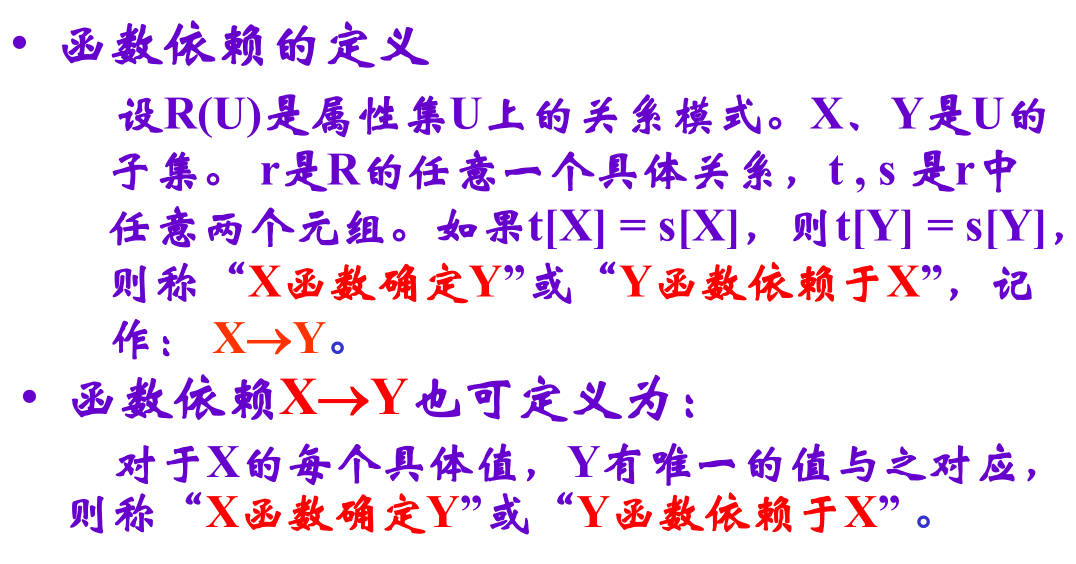 • 函数依赖的定义
设R(U)是属性集U上的关系模式。X、Y是U的
子集。 r是R的任意一个具体关系，t , s 是r中
任意两个元组。如果t[X] = s[X]，则t[Y] = s[Y]，
则称“X函数确定Y”或“Y函数依赖于X”，记
作： X→Y。
• 函数依赖X→Y也可定义为：
对于X的每个具体值，Y有唯一的值与之对应，
则称“X函数确定Y”或“Y函数依赖于X” 。